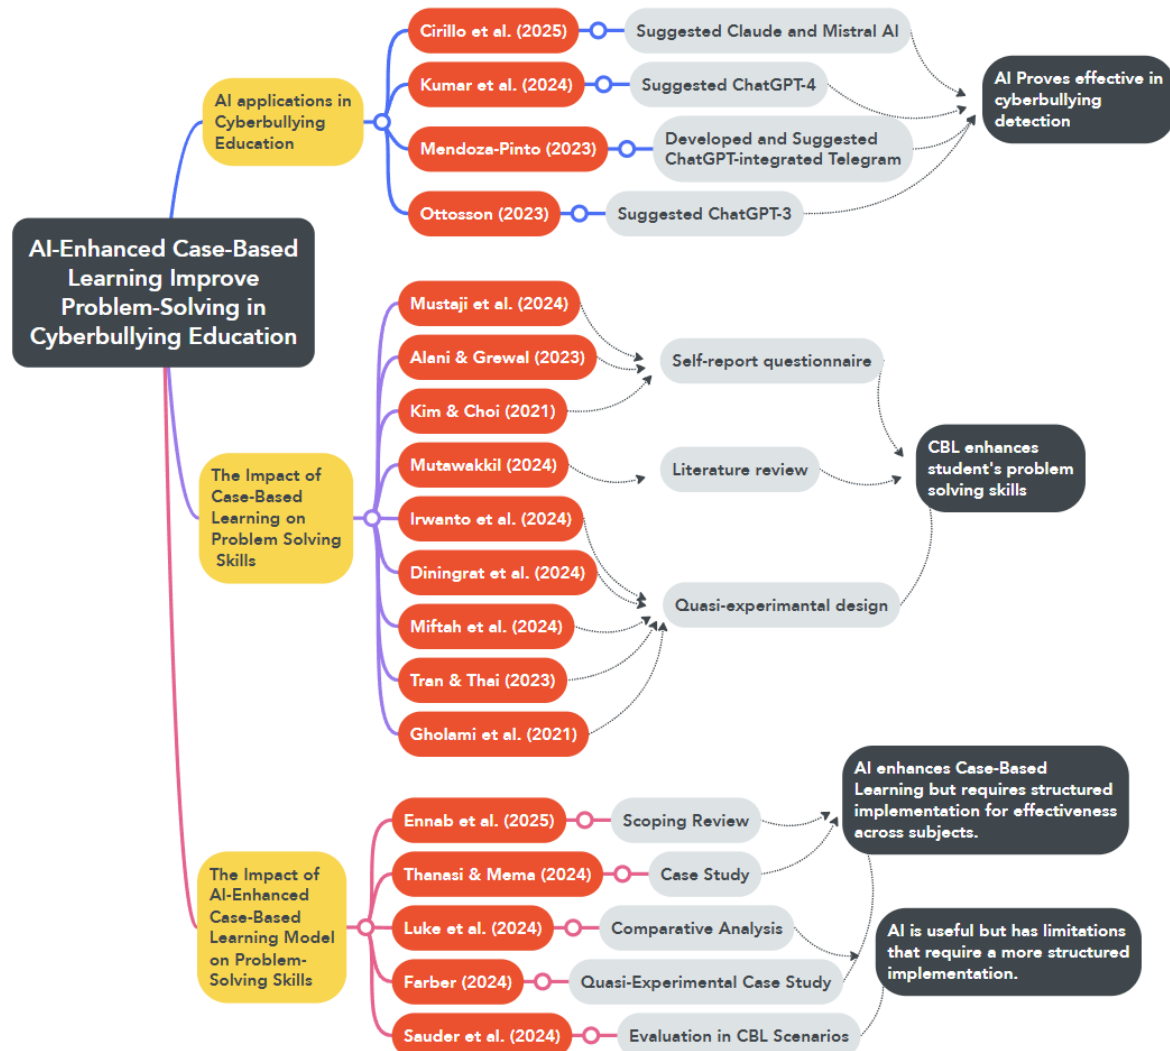 AI-Enhanced Case-Based
Learning Improve
Problem-Solving in
Cyberbullying Education
AI applications in
Cyberbullying
Education
Cirillo et al. (2025)
Suggested Claude and Mistral AI
Kumar et al. (2024)
Suggested ChatGPT-4
Mendoza-Pinto (2023)
Developed and Suggested
ChatGPT-integrated Telegram
Ottosson (2023)
Suggested ChatGPT-3
AI Proves effective in
cyberbullying
detection
The Impact of
Case-Based
Learning on
Problem Solving
Skills
Mustaji et al. (2024)
Alani & Grewal (2023)
Kim & Choi (2021)
Mutawakkil (2024)
Irwanto et al. (2024)
Diningrat et al. (2024)
Miftah et al. (2024)
Tran & Thai (2023)
Gholami et al. (2021)
Self-report questionnaire
Literature review
Quasi-experimantal design
CBL enhances
student's problem
solving skills
The Impact of
AI-Enhanced
Case-Based
Learning Model
on Problem-
Solving Skills
Ennab et al. (2025)
Scoping Review
Thanasi & Mema (2024)
Case Study
Luke et al. (2024)
Comparative Analysis
Farber (2024)
Quasi-Experimental Case Study
Sauder et al. (2024)
Evaluation in CBL Scenarios
AI enhances Case-Based
Learning but requires structured
implementation for effectiveness
across subjects.
AI is useful but has limitations
that require a more structured
implementation.